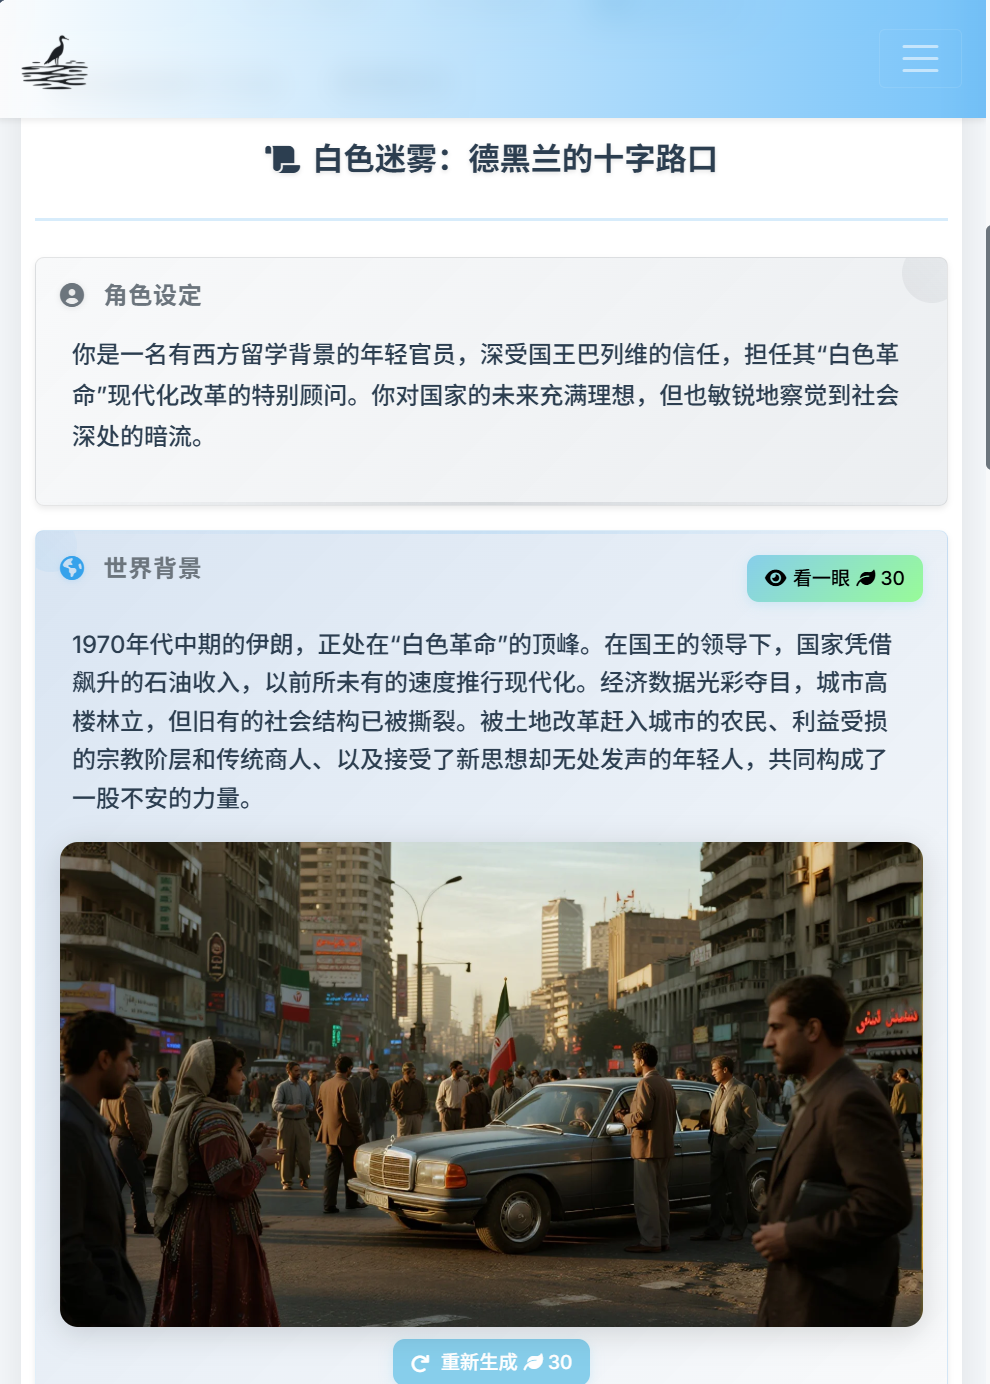 白色迷雾：德黑兰的十字路口
角色设定
你是一名有西方留学背景的年轻官员，深受国王巴列维的信任，担任其“白色革
命”现代化改革的特别顾问。你对国家的未来充满理想，但也敏锐地察觉到社会
深处的暗流。
世界背景
看一眼 30
1970年代中期的伊朗，正处在“白色革命”的顶峰。在国王的领导下，国家凭借
飙升的石油收入，以前所未有的速度推行现代化。经济数据光彩夺目，城市高
楼林立，但旧有的社会结构已被撕裂。被土地改革赶入城市的农民、利益受损
的宗教阶层和传统商人、以及接受了新思想却无处发声的年轻人，共同构成了
一股不安的力量。
重新生成 30